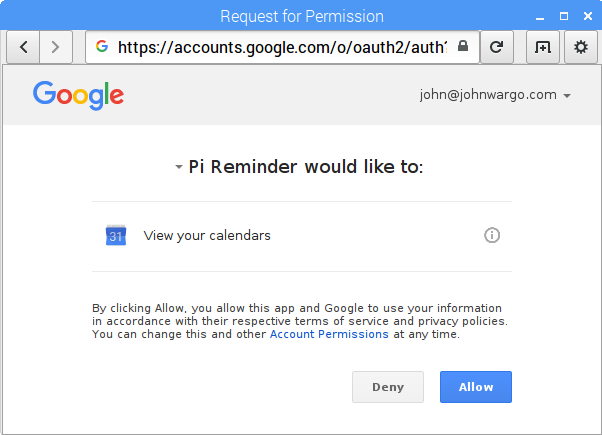 Request for Permission
https://accounts.google.com/o/oauth2/auth?
Google
john@johnwargo.com
Pi Reminder would like to:
31
View your calendars
By clicking Allow, you allow this app and Google to use your information
in accordance with their respective terms of service and privacy policies.
You can change this and other Account Permissions at any time.
Deny
Allow